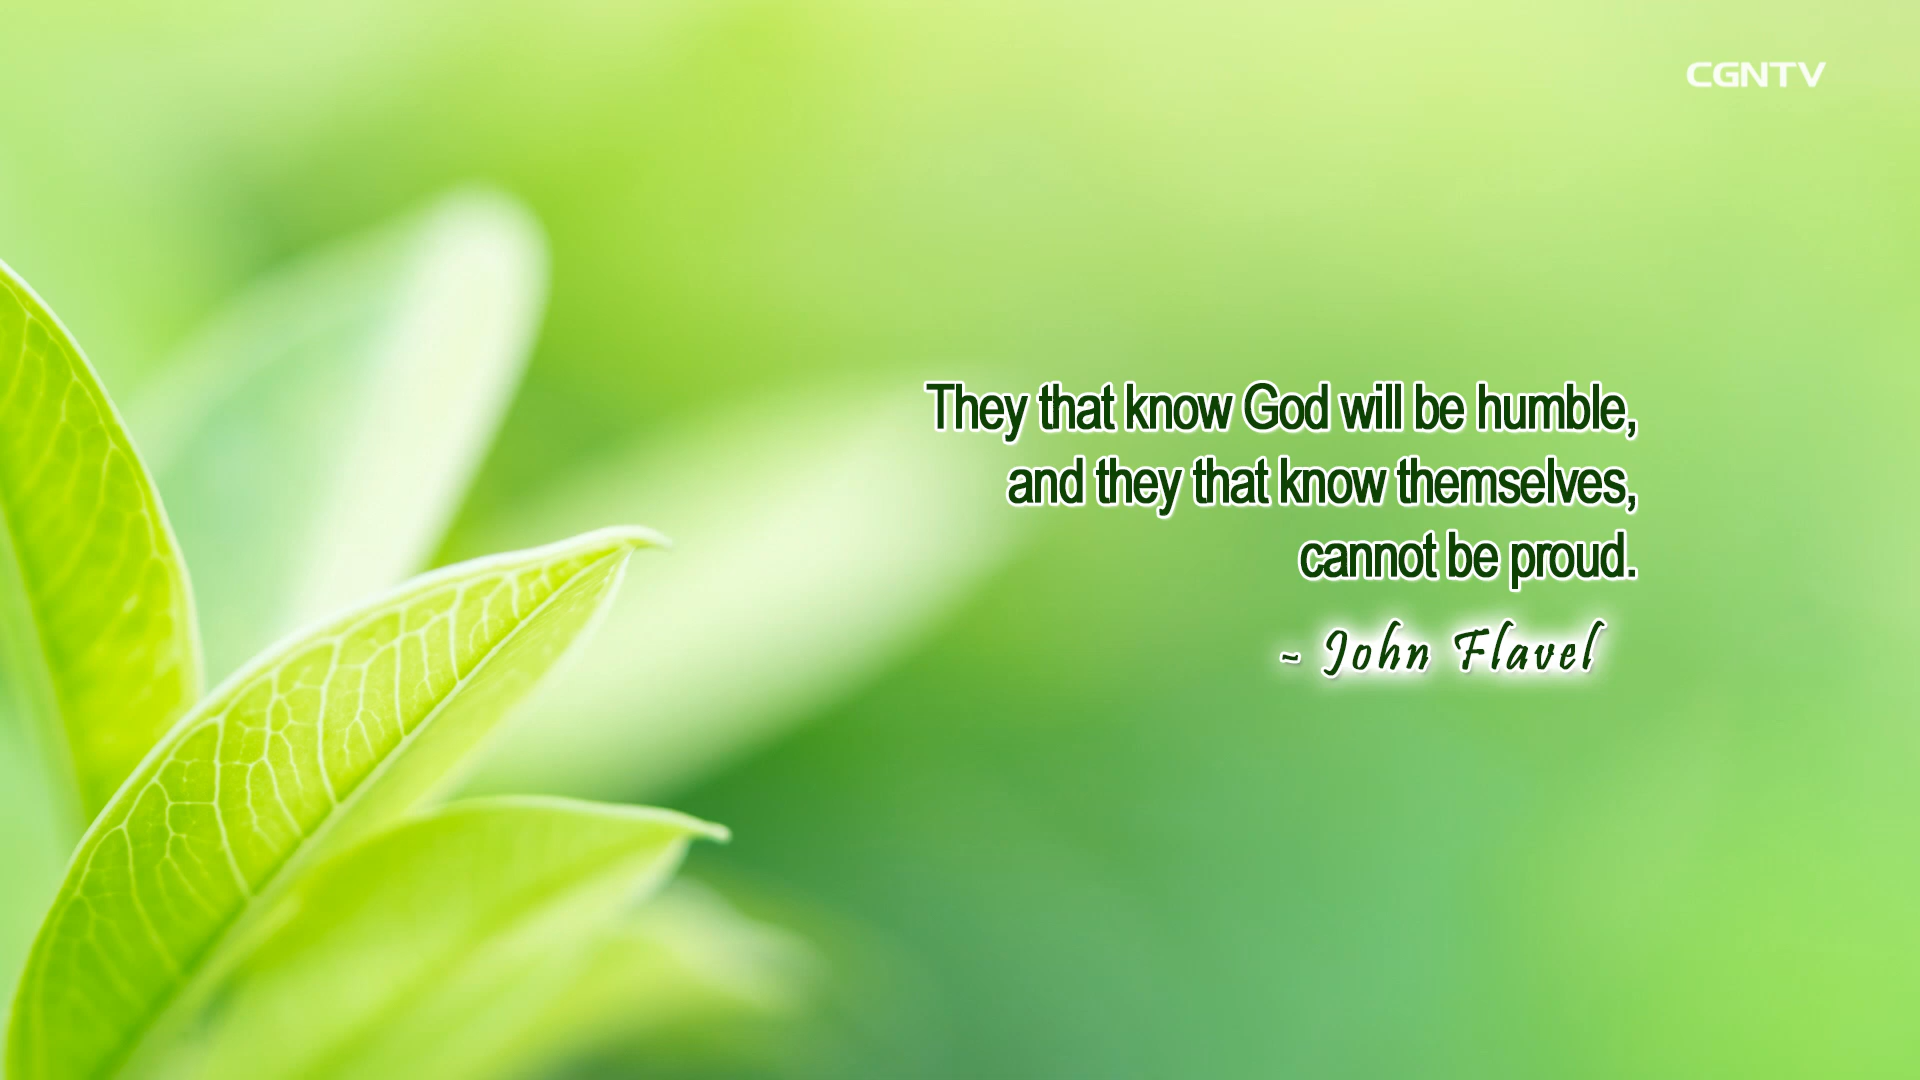 CGNTV
They that know God will be humble,
and they that know themselves,
cannot be proud.
~ John Flavel